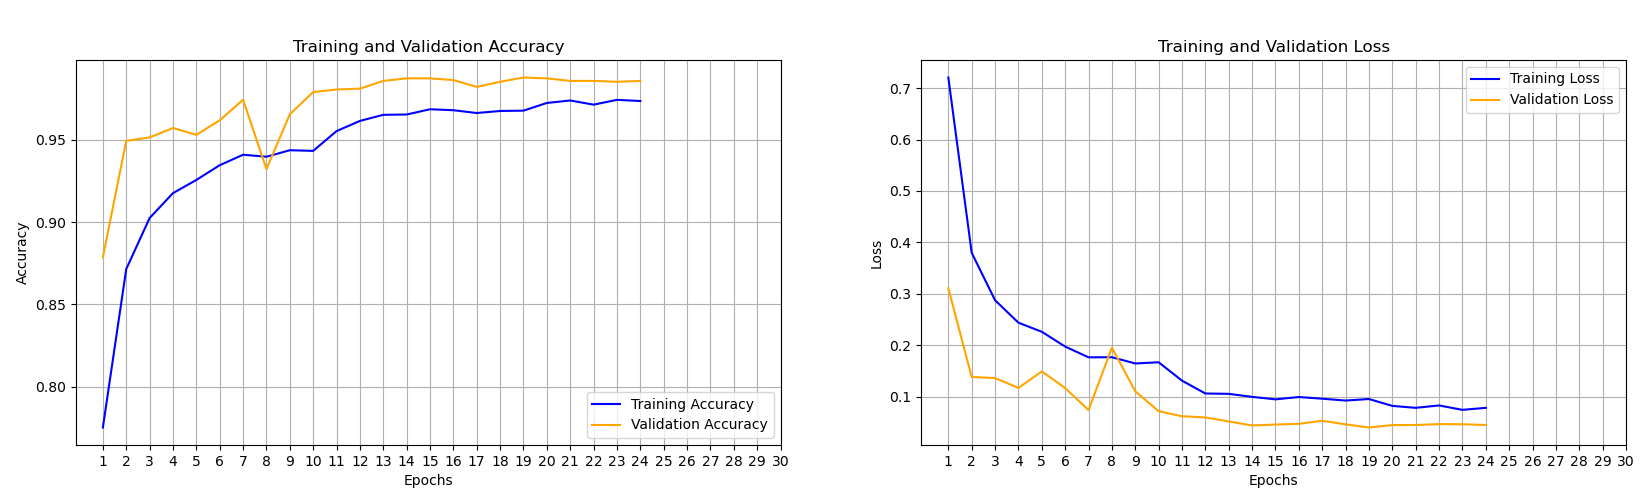 Training and Validation Accuracy
Accuracy
0.95
0.90
0.85
0.80
Training Accuracy
Validation Accuracy
1 2 3 4 5 6 7 8 9 10 11 12 13 14 15 16 17 18 19 20 21 22 23 24 25 26 27 28 29 30
Epochs
Training and Validation Loss
Loss
0.7
0.6
0.5
0.4
0.3
0.2
0.1
Training Loss
Validation Loss
1 2 3 4 5 6 7 8 9 10 11 12 13 14 15 16 17 18 19 20 21 22 23 24 25 26 27 28 29 30
Epochs